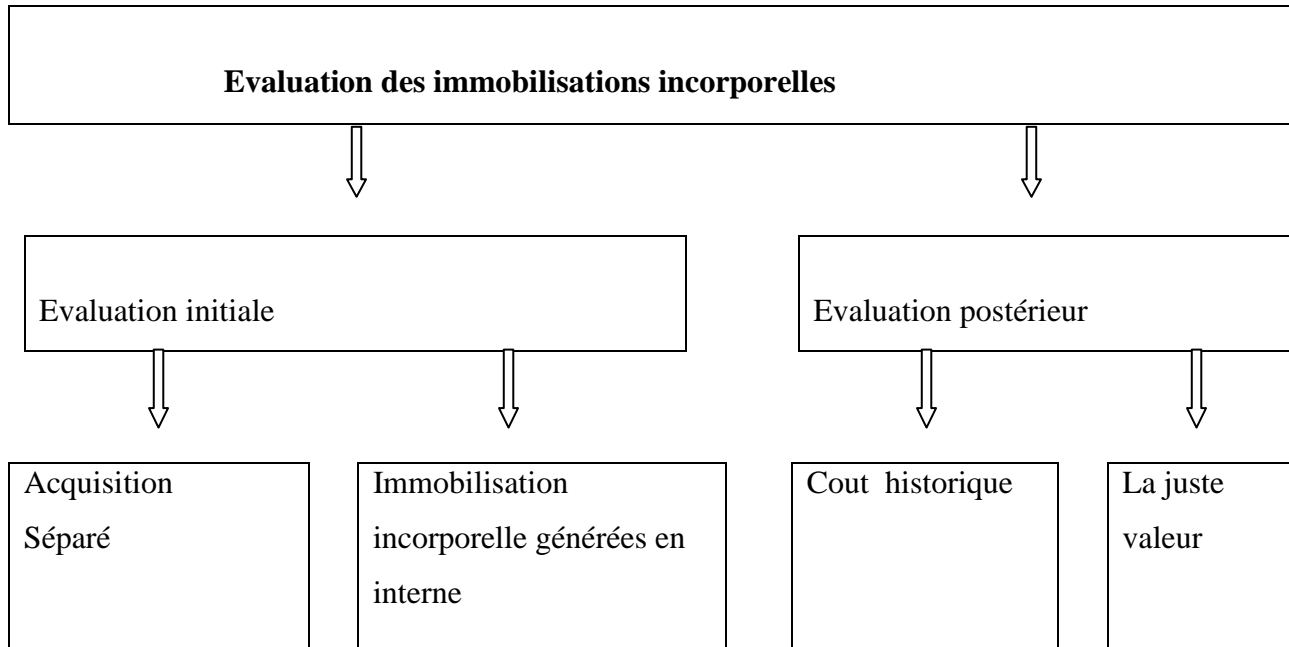 Evaluation des immobilisations incorporelles
Evaluation initiale
Evaluation postérieur
Acquisition
Séparé
Immobilisation
incorporelle générées en
interne
Cout historique
La juste
valeur